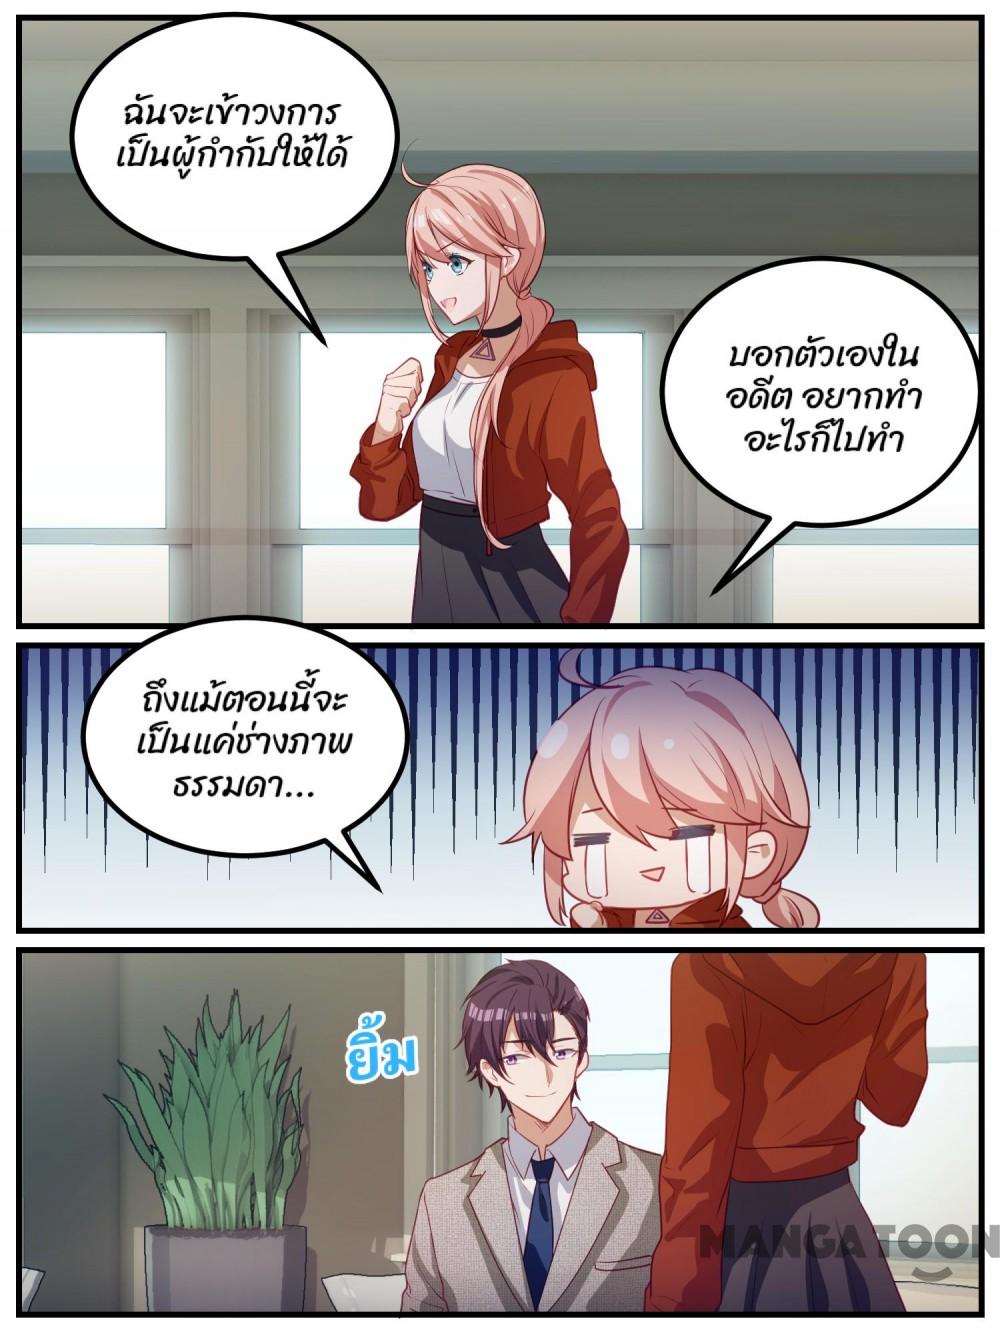 ฉันจะเข้าวงการ
เป็นผู้กำกับให้ได้
บอกตัวเองใน
อดีต อยากทำ
อะไรก็ไปทำ
ถึงแม้ตอนนี้จะ
เป็นแค่ช่างภาพ
ธรรมดา...
ยิ้ม
MANGATOON